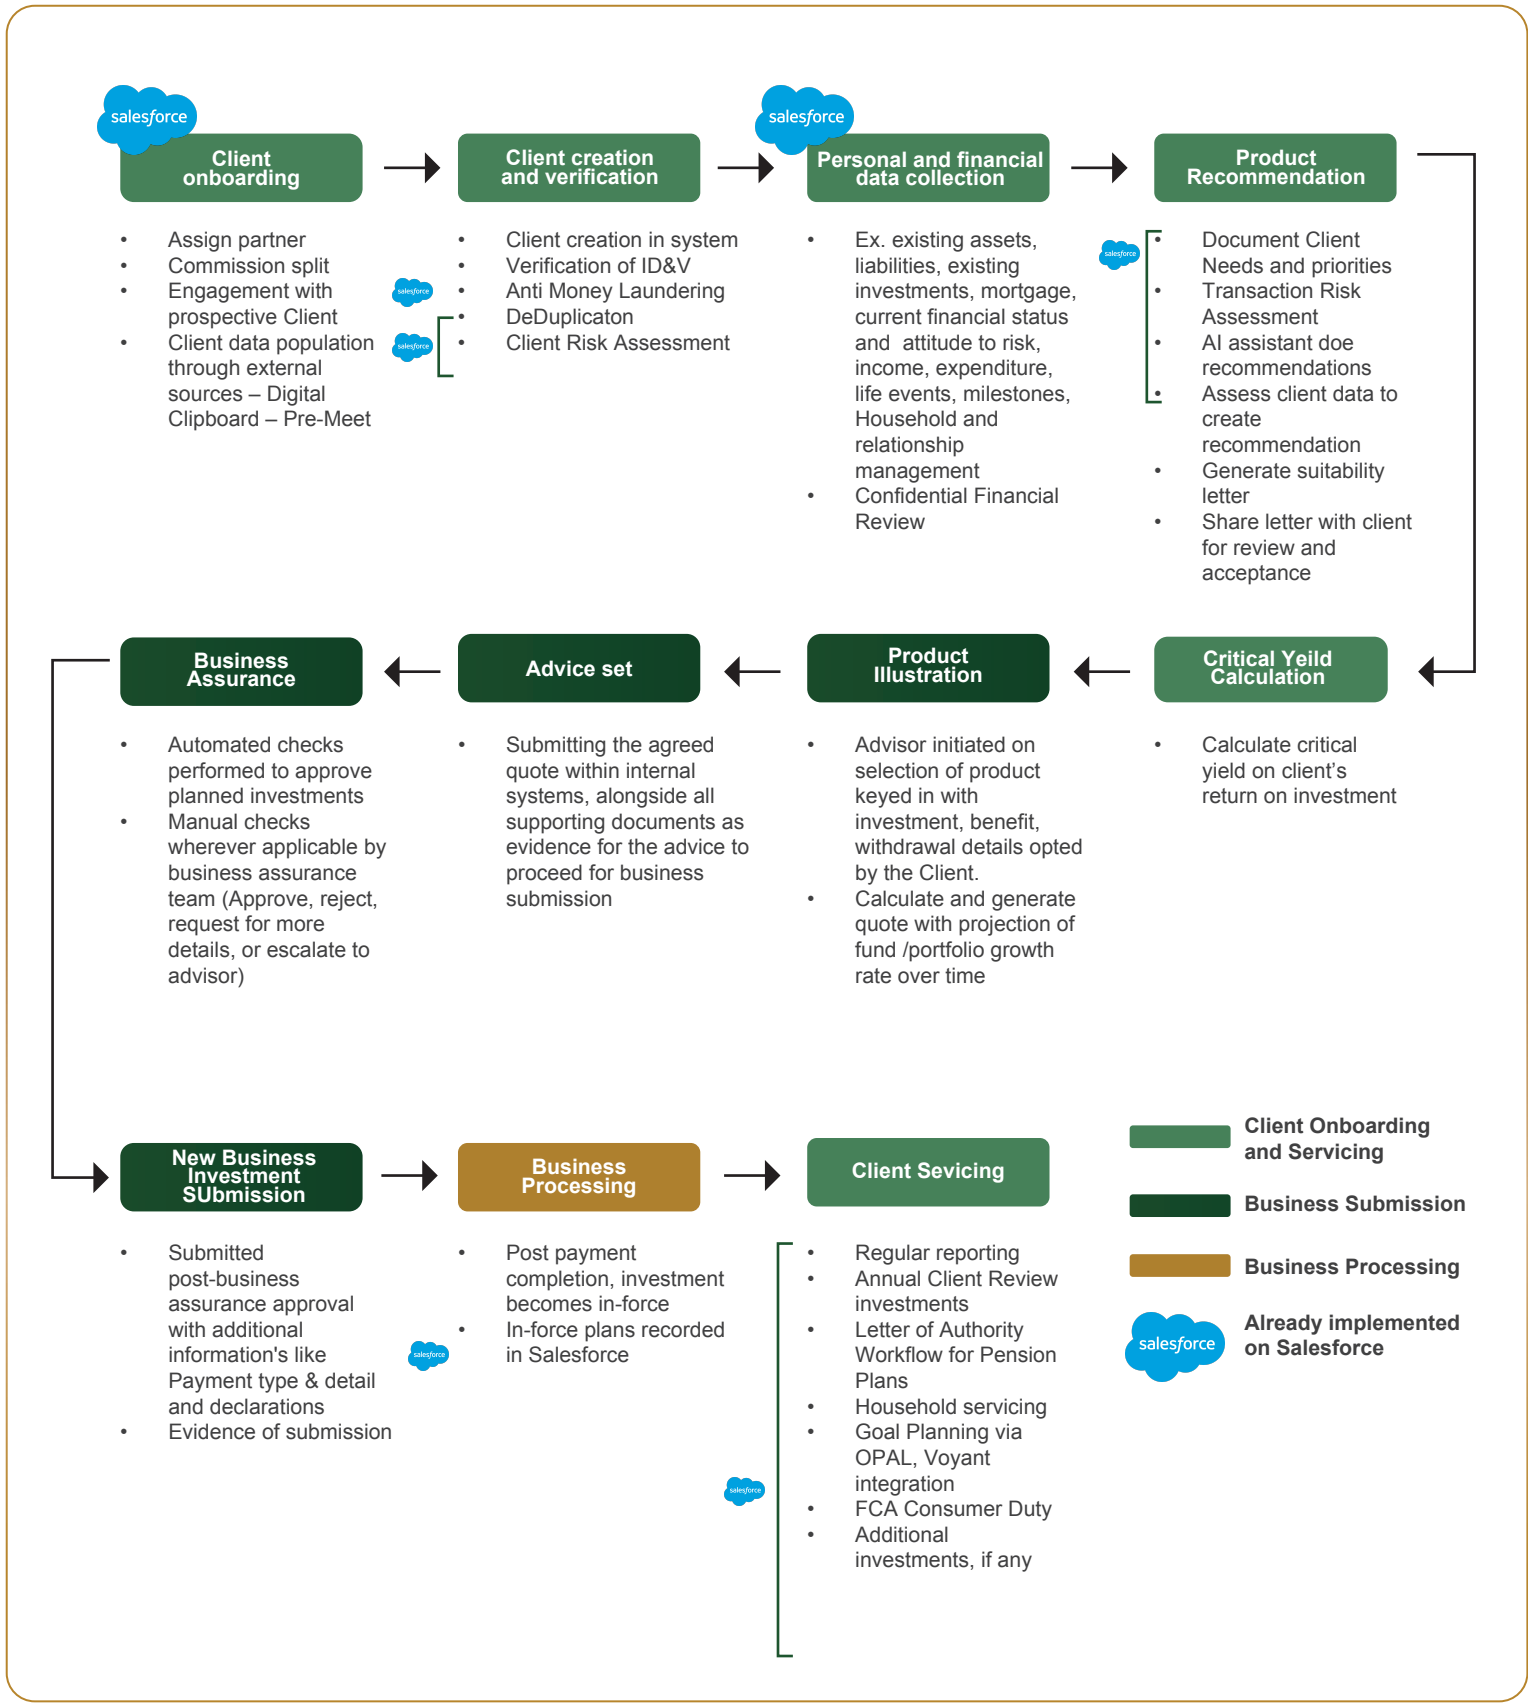 salesforce
Client
onboarding
• Assign partner
• Commission split
• Engagement with
prospective Client
• Client data population
through external
sources – Digital
Clipboard – Pre-Meet
Client creation
and verification
salesforce
salesforce
• Client creation in system
• Verification of ID&V
• Anti Money Laundering
• DeDuplicaton
• Client Risk Assessment
salesforce
Personal and financial
data collection
• Ex. existing assets,
liabilities, existing
investments, mortgage,
current financial status
and attitude to risk,
income, expenditure,
life events, milestones,
Household and
relationship
management
• Confidential Financial
Review
Product
Recommendation
salesforce
• Document Client
Needs and priorities
• Transaction Risk
Assessment
• AI assistant doe
recommendations
• Assess client data to
create
recommendation
• Generate suitability
letter
• Share letter with client
for review and
acceptance
Critical Yeild
Calculation
• Calculate critical
yield on client’s
return on investment
Product
Illustration
• Advisor initiated on
selection of product
keyed in with
investment, benefit,
withdrawal details opted
by the Client.
• Calculate and generate
quote with projection of
fund /portfolio growth
rate over time
Advice set
• Submitting the agreed
quote within internal
systems, alongside all
supporting documents as
evidence for the advice to
proceed for business
submission
Business
Assurance
• Automated checks
performed to approve
planned investments
• Manual checks
wherever applicable by
business assurance
team (Approve, reject,
request for more
details, or escalate to
advisor)
New Business
Investment
SUbmission
• Submitted
post-business
assurance approval
with additional
information's like
Payment type & detail
and declarations
• Evidence of submission
Business
Processing
• Post payment
completion, investment
becomes in-force
salesforce
• In-force plans recorded
in Salesforce
Client Sevicing
salesforce
• Regular reporting
• Annual Client Review
investments
• Letter of Authority
Workflow for Pension
Plans
• Household servicing
• Goal Planning via
OPAL, Voyant
integration
• FCA Consumer Duty
• Additional
investments, if any
Client Onboarding
and Servicing
Business Submission
Business Processing
salesforce
Already implemented
on Salesforce